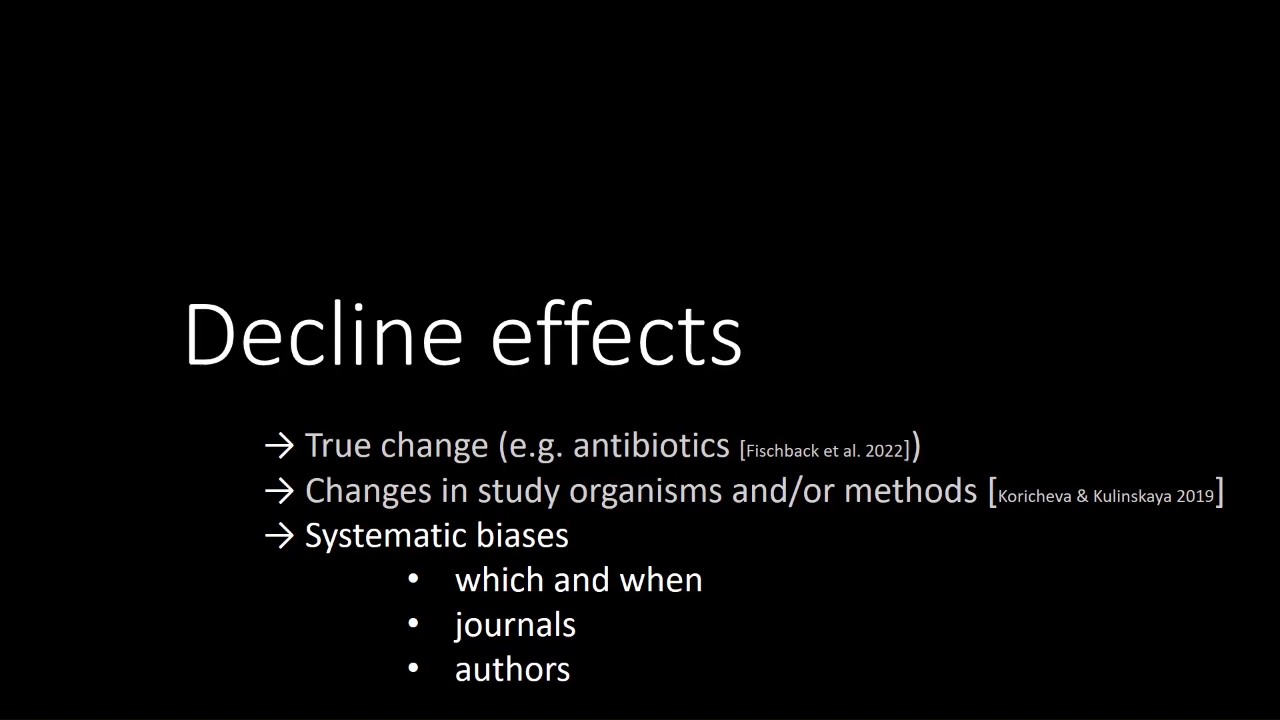 Decline effects
→ True change (e.g. antibiotics [Fischback et al. 2022])
→ Changes in study organisms and/or methods [Koricheva & Kulinskaya 2019]
→ Systematic biases
• which and when
• journals
• authors